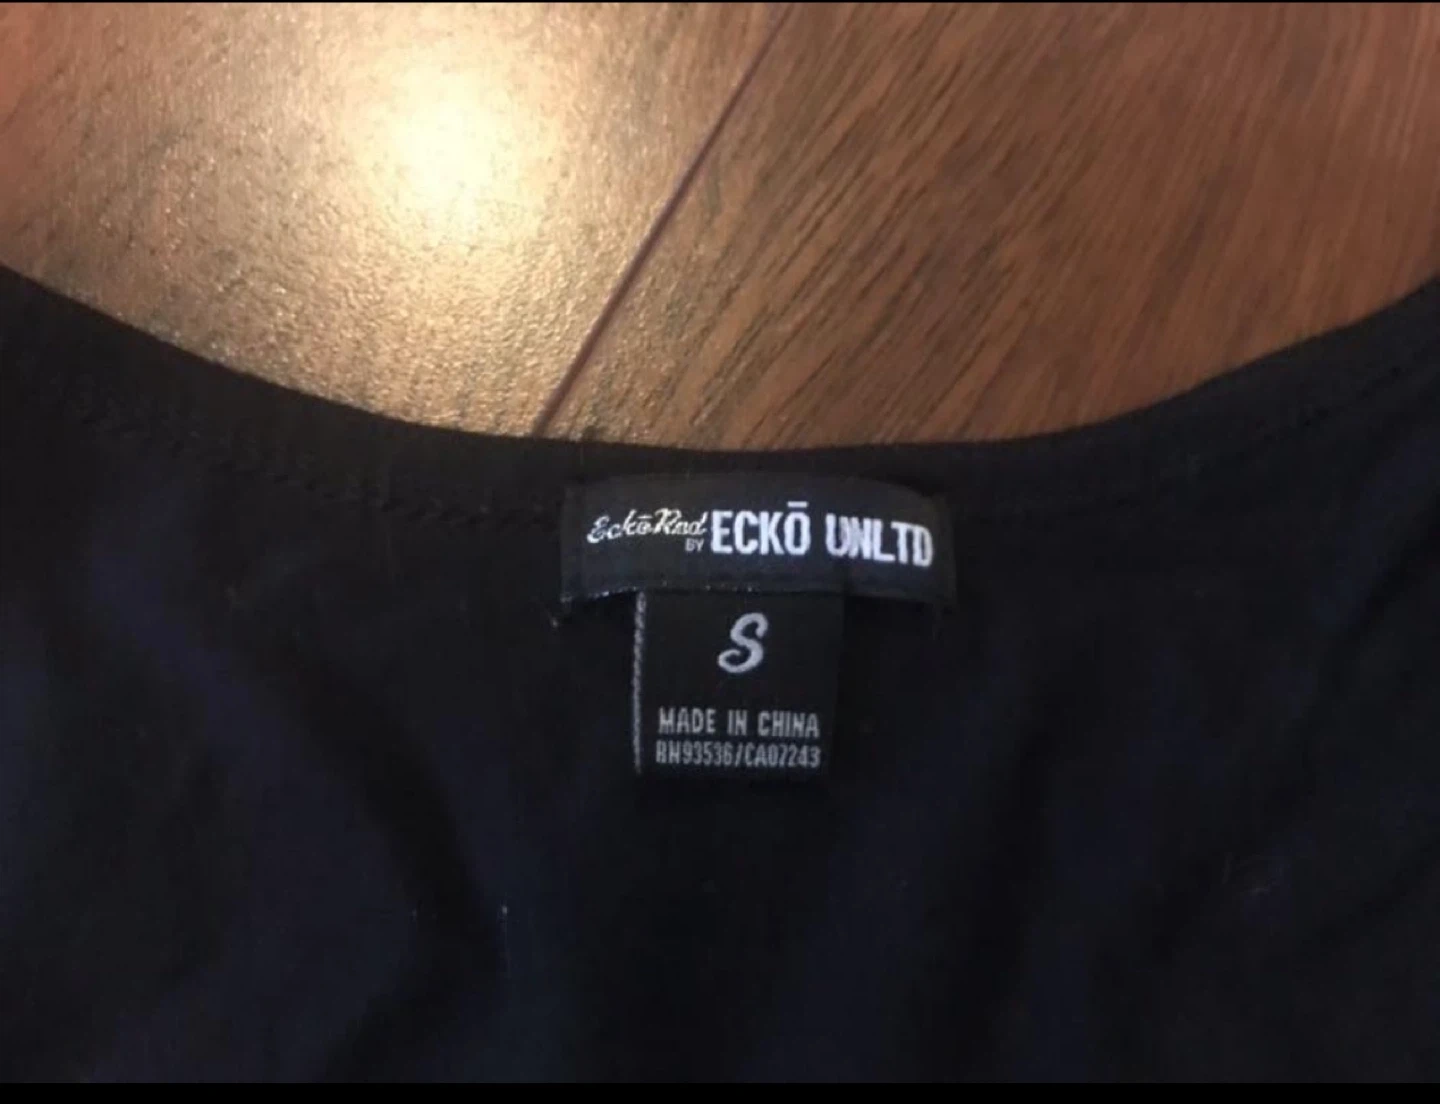 Eckō Red
BY ECKŌ UNLTD
S
MADE IN CHINA
RN93536/CA07243